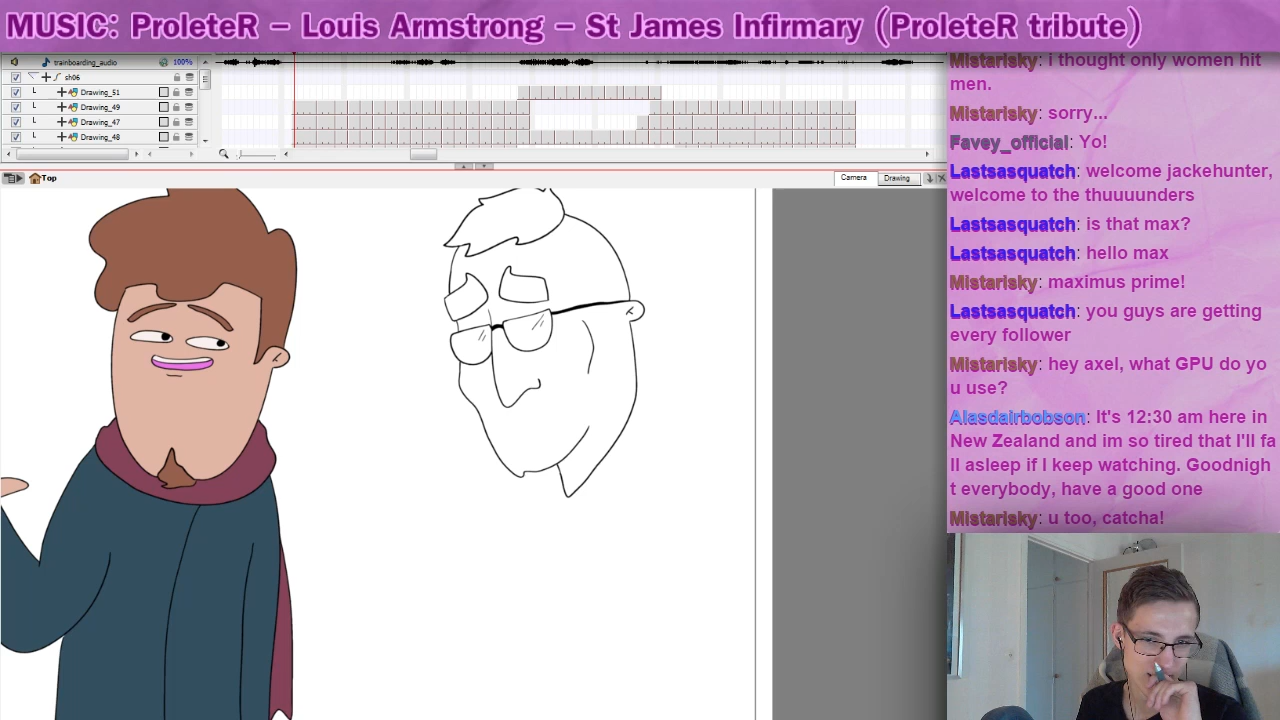 MUSIC: ProleteR – Louis Armstrong – St James Infirmary (ProleteR tribute)
trainboarding_audio 100%
sh06
Drawing_51
Drawing_49
Drawing_47
Drawing_48
Top
Camera Drawing
Mistarisky: i thought only women hit
men.
Mistarisky: sorry...
Favey_official: Yo!
Lastsasquatch: welcome jackehunter,
welcome to the thuuuunders
Lastsasquatch: is that max?
Lastsasquatch: hello max
Mistarisky: maximus prime!
Lastsasquatch: you guys are getting
every follower
Mistarisky: hey axel, what GPU do yo
u use?
Alasdairbobson: It's 12:30 am here in
New Zealand and im so tired that I'll fa
ll asleep if I keep watching. Goodnigh
t everybody, have a good one
Mistarisky: u too, catcha!